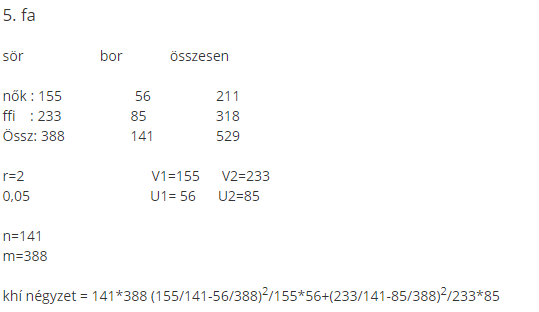 5. fa
sör bor összesen
nők : 155 56 211
ffi : 233 85 318
Össz: 388 141 529
r=2 V1=155 V2=233
0,05 U1= 56 U2=85
n=141
m=388
khí négyzet = 141*388 (155/141-56/388)²/155*56+(233/141-85/388)²/233*85